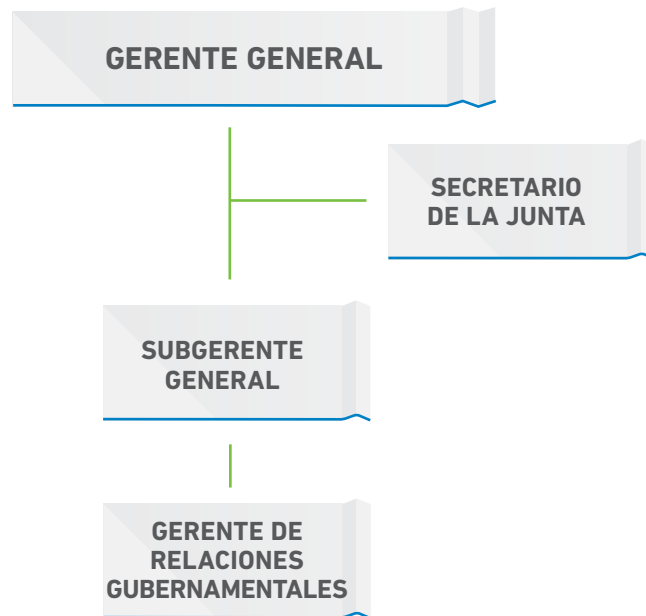 GERENTE GENERAL
SECRETARIO
DE LA JUNTA
SUBGERENTE
GENERAL
GERENTE DE
RELACIONES
GUBERNAMENTALES